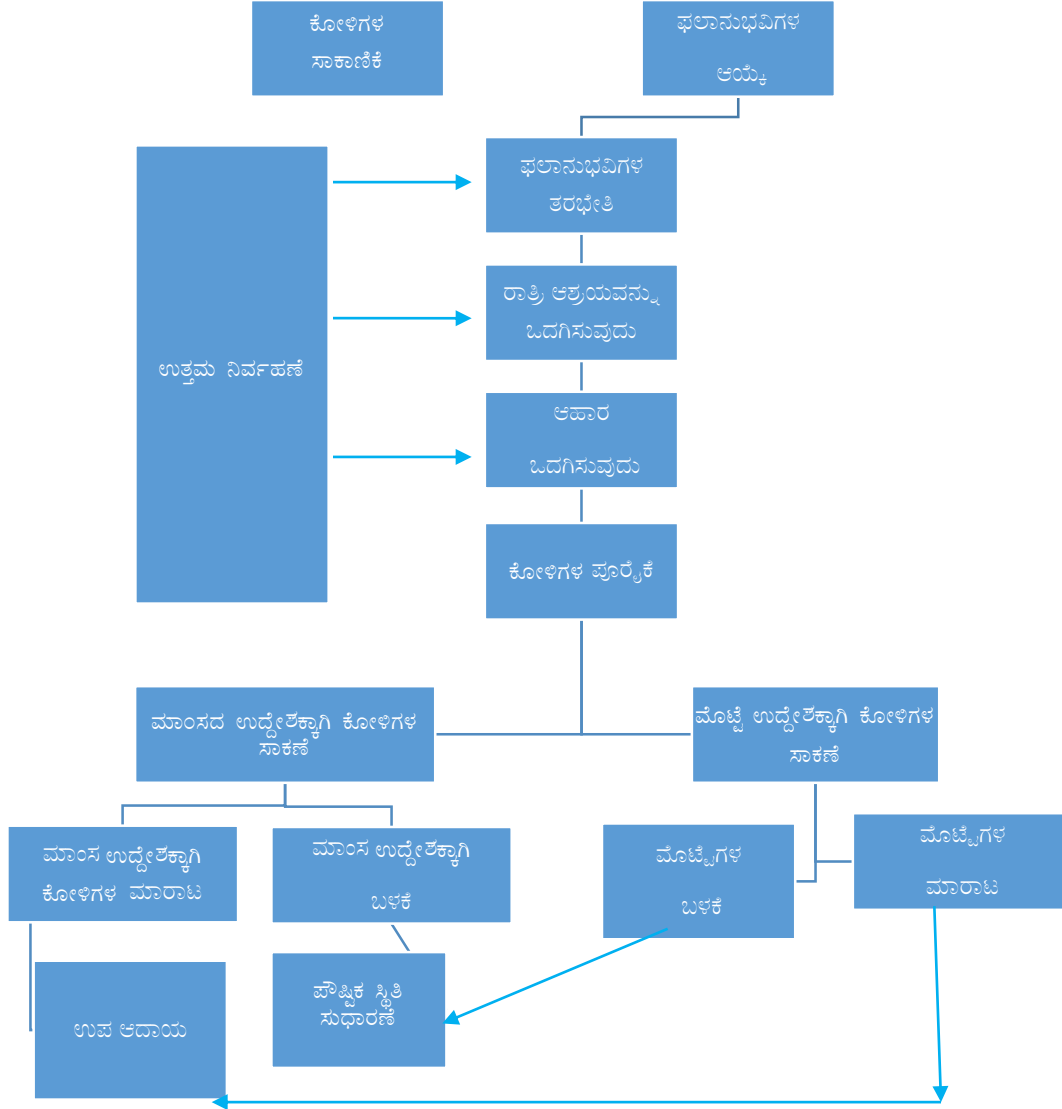 ಕೋಳಿಗಳ
ಸಾಕಾಣಿಕೆ
ಫಲಾನುಭವಿಗಳ
ಆಯ್ಕೆ
ಫಲಾನುಭವಿಗಳ
ತರಭೇತಿ
ರಾತ್ರಿ ಆಶ್ರಯವನ್ನು
ಒದಗಿಸುವುದು
ಉತ್ತಮ ನಿರ್ವಹಣೆ
ಆಹಾರ
ಒದಗಿಸುವುದು
ಕೋಳಿಗಳ ಪೂರೈಕೆ
ಮಾಂಸದ ಉದ್ದೇಶಕ್ಕಾಗಿ ಕೋಳಿಗಳ
ಸಾಕಣೆ
ಮೊಟ್ಟೆ ಉದ್ದೇಶಕ್ಕಾಗಿ ಕೋಳಿಗಳ
ಸಾಕಣೆ
ಮಾಂಸ ಉದ್ದೇಶಕ್ಕಾಗಿ
ಕೋಳಿಗಳ ಮಾರಾಟ
ಮಾಂಸ ಉದ್ದೇಶಕ್ಕಾಗಿ
ಬಳಕೆ
ಮೊಟ್ಟೆಗಳ
ಬಳಕೆ
ಮೊಟ್ಟೆಗಳ
ಮಾರಾಟ
ಉಪ ಆದಾಯ
ಪೌಷ್ಟಿಕ ಸ್ಥಿತಿ
ಸುಧಾರಣೆ